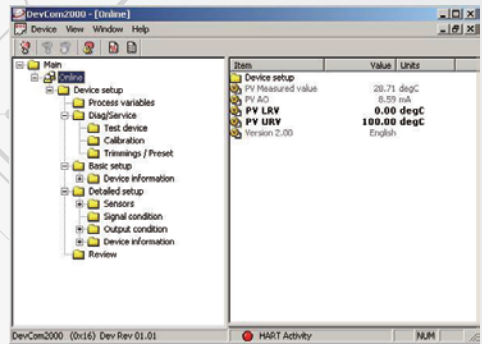 DevCom2000 - [Online]
Device View Window Help
Main
Online
Device setup
Process variables
Diag/Service
Test device
Calibration
Trimmings / Preset
Basic setup
Device information
Detailed setup
Sensors
Signal condition
Output condition
Device information
Review
Item Value Units
Device setup
PV Measured value 28.71 degC
PV AO 8.59 mA
PV LRV 0.00 degC
PV URV 100.00 degC
Version 2.00 English
DevCom2000 (0x16) Dev Rev 01.01 HART Activity NUM